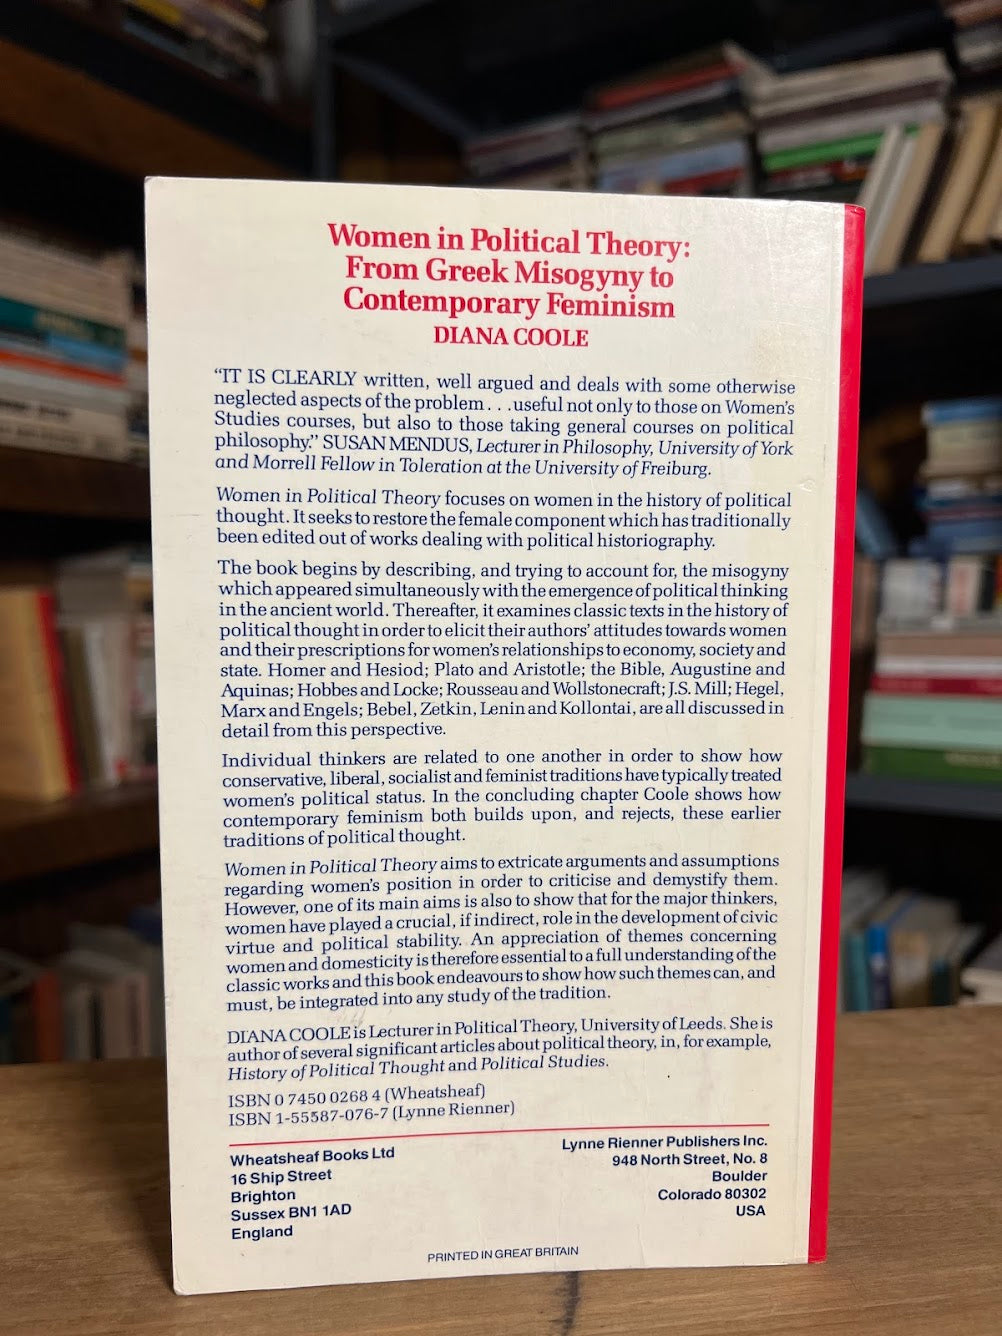 Women in Political Theory:
From Greek Misogyny to
Contemporary Feminism
DIANA COOLE
“IT IS CLEARLY written, well argued and deals with some otherwise
neglected aspects of the problem . . .useful not only to those on Women's
Studies courses, but also to those taking general courses on political
philosophy.” SUSAN MENDUS, Lecturer in Philosophy, University of York
and Morrell Fellow in Toleration at the University of Freiburg.
Women in Political Theory focuses on women in the history of political
thought. It seeks to restore the female component which has traditionally
been edited out of works dealing with political historiography.
The book begins by describing, and trying to account for, the misogyny
which appeared simultaneously with the emergence of political thinking
in the ancient world. Thereafter, it examines classic texts in the history of
political thought in order to elicit their authors' attitudes towards women
and their prescriptions for women's relationships to economy, society and
state. Homer and Hesiod; Plato and Aristotle; the Bible, Augustine and
Aquinas; Hobbes and Locke; Rousseau and Wollstonecraft; J.S. Mill; Hegel,
Marx and Engels; Bebel, Zetkin, Lenin and Kollontai, are all discussed in
detail from this perspective.
Individual thinkers are related to one another in order to show how
conservative, liberal, socialist and feminist traditions have typically treated
women's political status. In the concluding chapter Coole shows how
contemporary feminism both builds upon, and rejects, these earlier
traditions of political thought.
Women in Political Theory aims to extricate arguments and assumptions
regarding women's position in order to criticise and demystify them.
However, one of its main aims is also to show that for the major thinkers,
women have played a crucial, if indirect, role in the development of civic
virtue and political stability. An appreciation of themes concerning
women and domesticity is therefore essential to a full understanding of the
classic works and this book endeavours to show how such themes can, and
must, be integrated into any study of the tradition.
DIANA COOLE is Lecturer in Political Theory, University of Leeds. She is
author of several significant articles about political theory, in, for example,
History of Political Thought and Political Studies.
ISBN 0 7450 0268 4 (Wheatsheaf)
ISBN 1-55587-076-7 (Lynne Rienner)
Wheatsheaf Books Ltd
16 Ship Street
Brighton
Sussex BN1 1AD
England
Lynne Rienner Publishers Inc.
948 North Street, No. 8
Boulder
Colorado 80302
USA
PRINTED IN GREAT BRITAIN